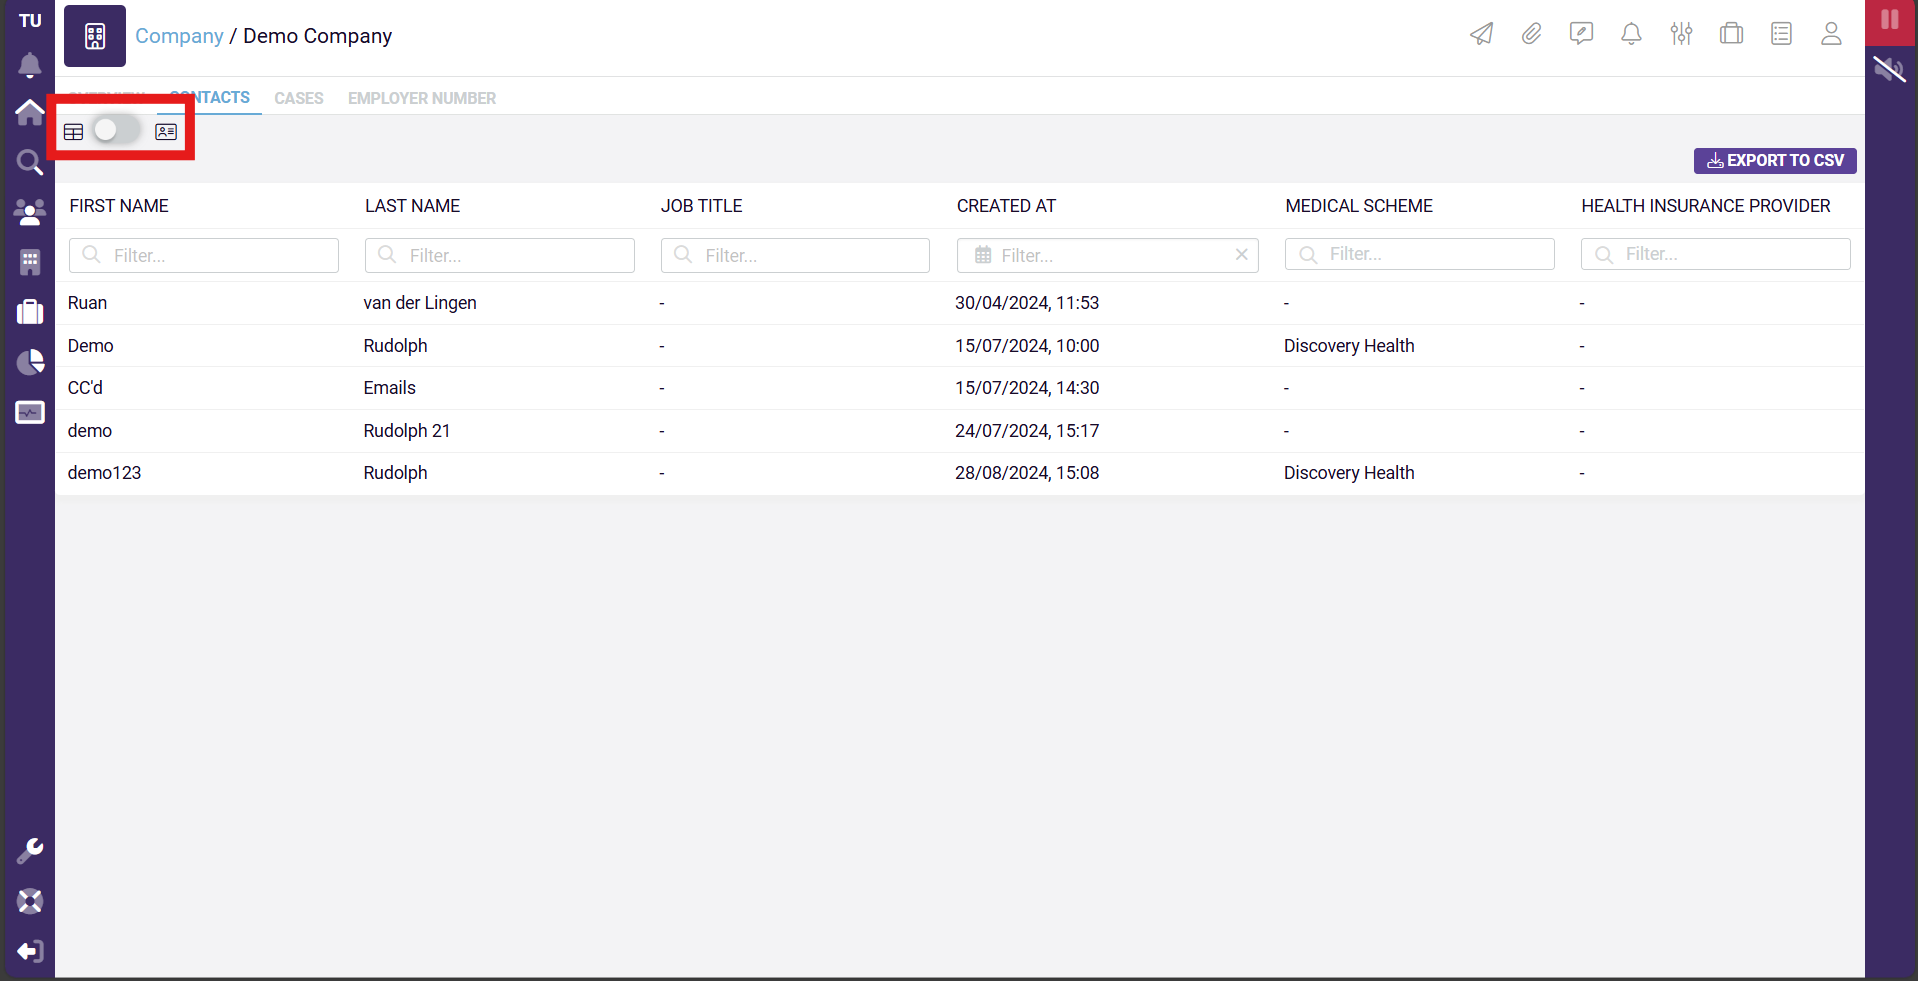 TU
Company / Demo Company
CONTACTS CASES EMPLOYER NUMBER
EXPORT TO CSV
FIRST NAME LAST NAME JOB TITLE CREATED AT MEDICAL SCHEME HEALTH INSURANCE PROVIDER
Filter... Filter... Filter... Filter... Filter... Filter...
Ruan van der Lingen - 30/04/2024, 11:53 - -
Demo Rudolph - 15/07/2024, 10:00 Discovery Health -
CC'd Emails - 15/07/2024, 14:30 - -
demo Rudolph 21 - 24/07/2024, 15:17 - -
demo123 Rudolph - 28/08/2024, 15:08 Discovery Health -